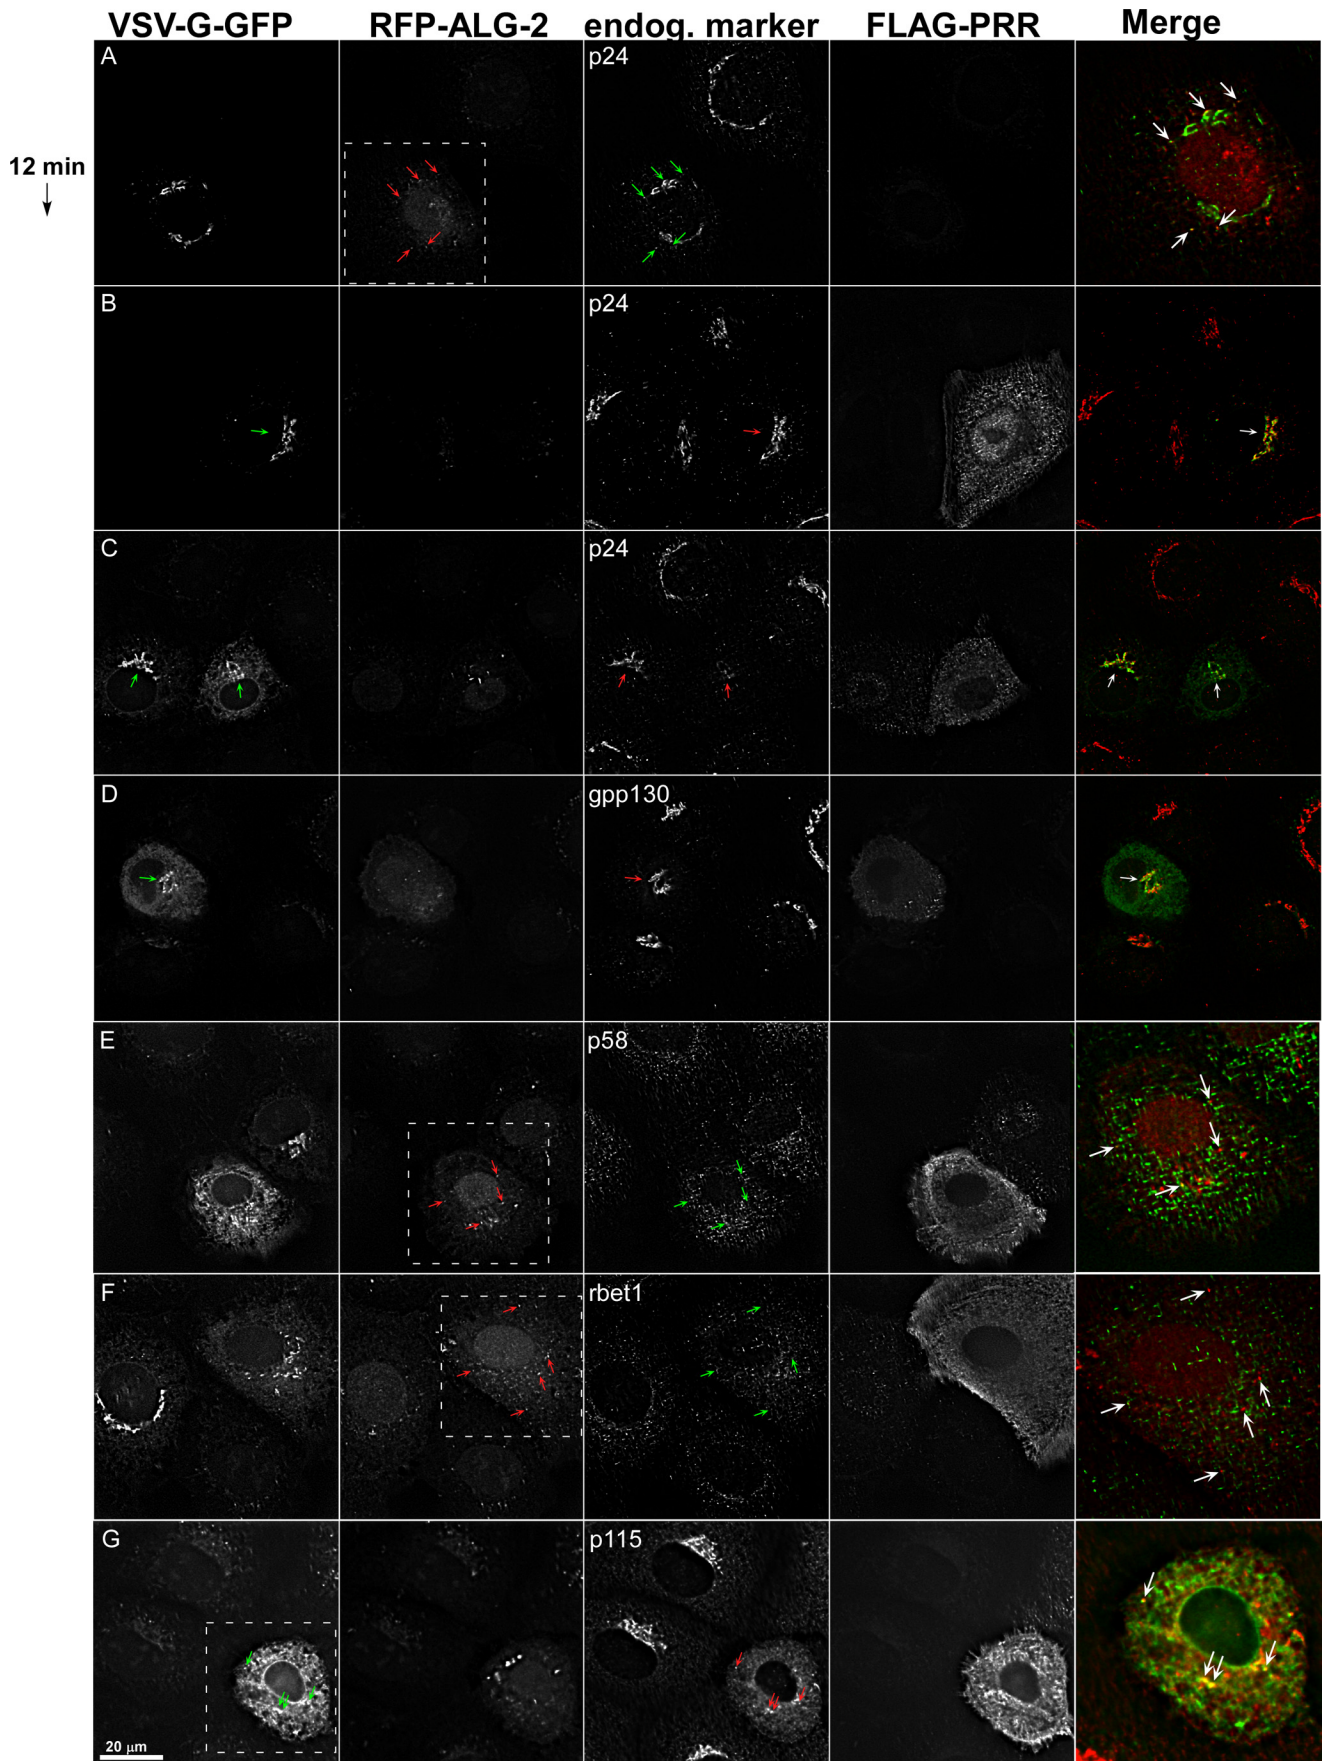 VSV-G-GFP RFP-ALG-2 endog. marker FLAG-PRR Merge
A p24
12 min
B p24
C p24
D gpp130
E p58
F rbet1
G p115
20 µm